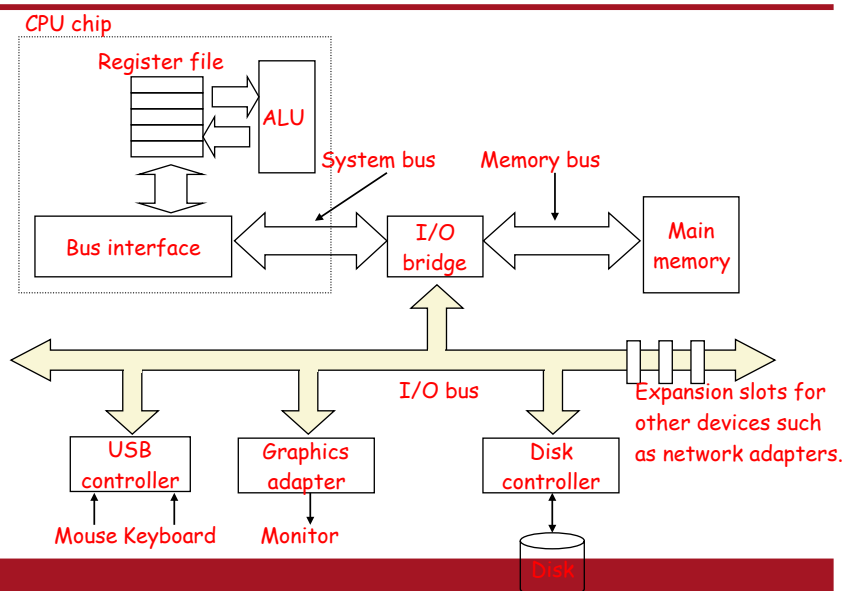 CPU chip
Register file
ALU
System bus
Memory bus
Bus interface
I/O
bridge
Main
memory
I/O bus
Expansion slots for
other devices such
as network adapters.
USB
controller
Graphics
adapter
Disk
controller
Mouse Keyboard
Monitor
Disk